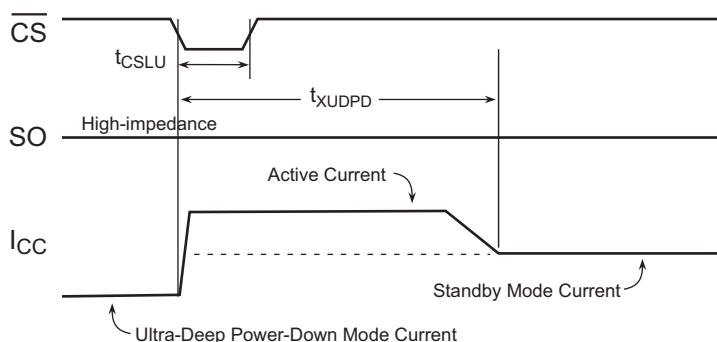 CS
tCSLU
tXUDPD
High-impedance
SO
Active Current
ICC
Standby Mode Current
Ultra-Deep Power-Down Mode Current